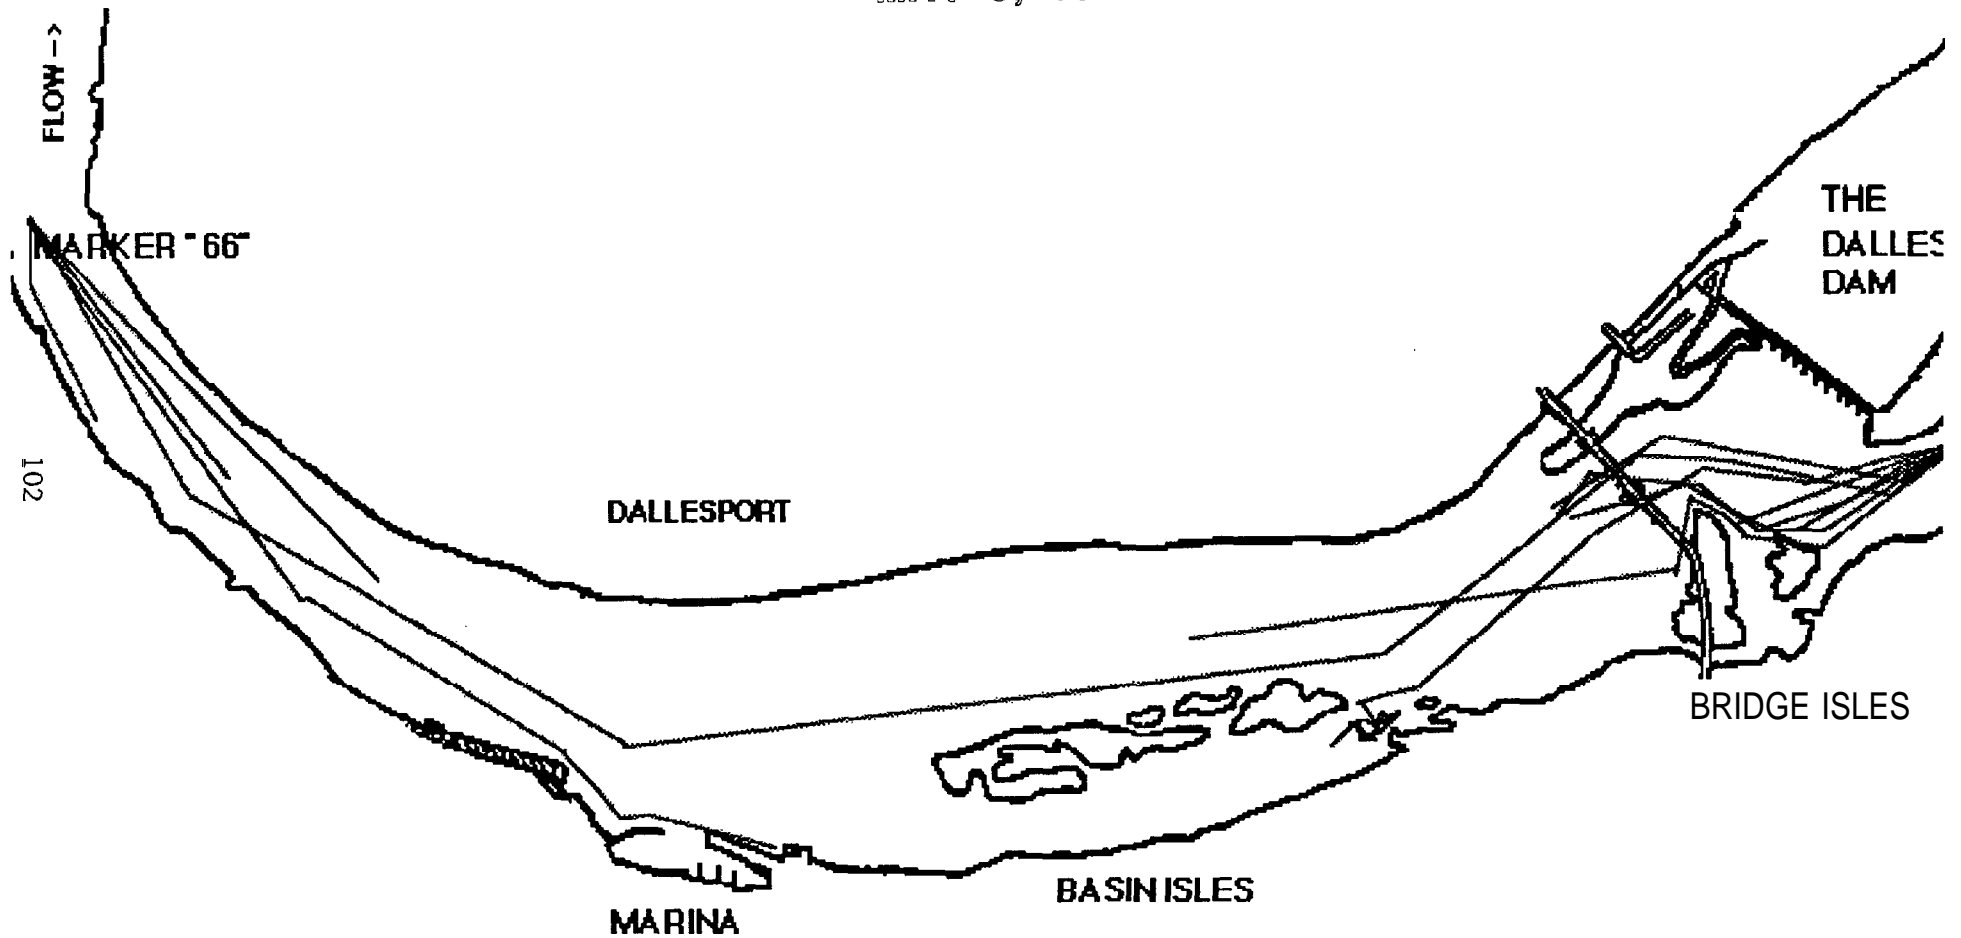 FLOW -->
MARKER "66"
THE
DALLES
DAM
102
DALLESPORT
BRIDGE ISLES
BASIN ISLES
MARINA